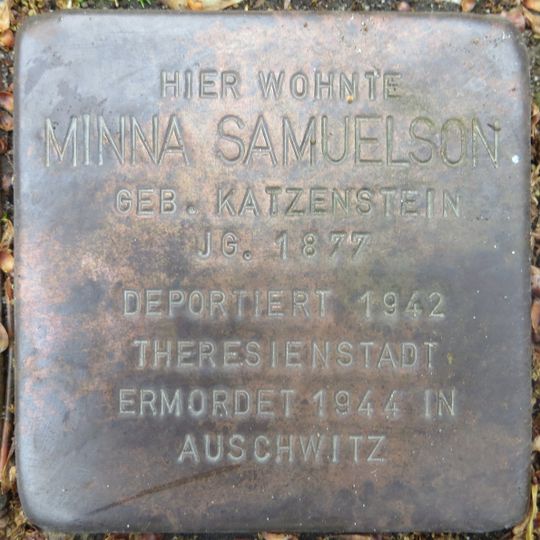 HIER WOHNTE
MINNA SAMUELSON
GEB. KATZENSTEIN
JG. 1877
DEPORTIERT 1942
THERESIENSTADT
ERMORDET 1944 IN
AUSCHWITZ